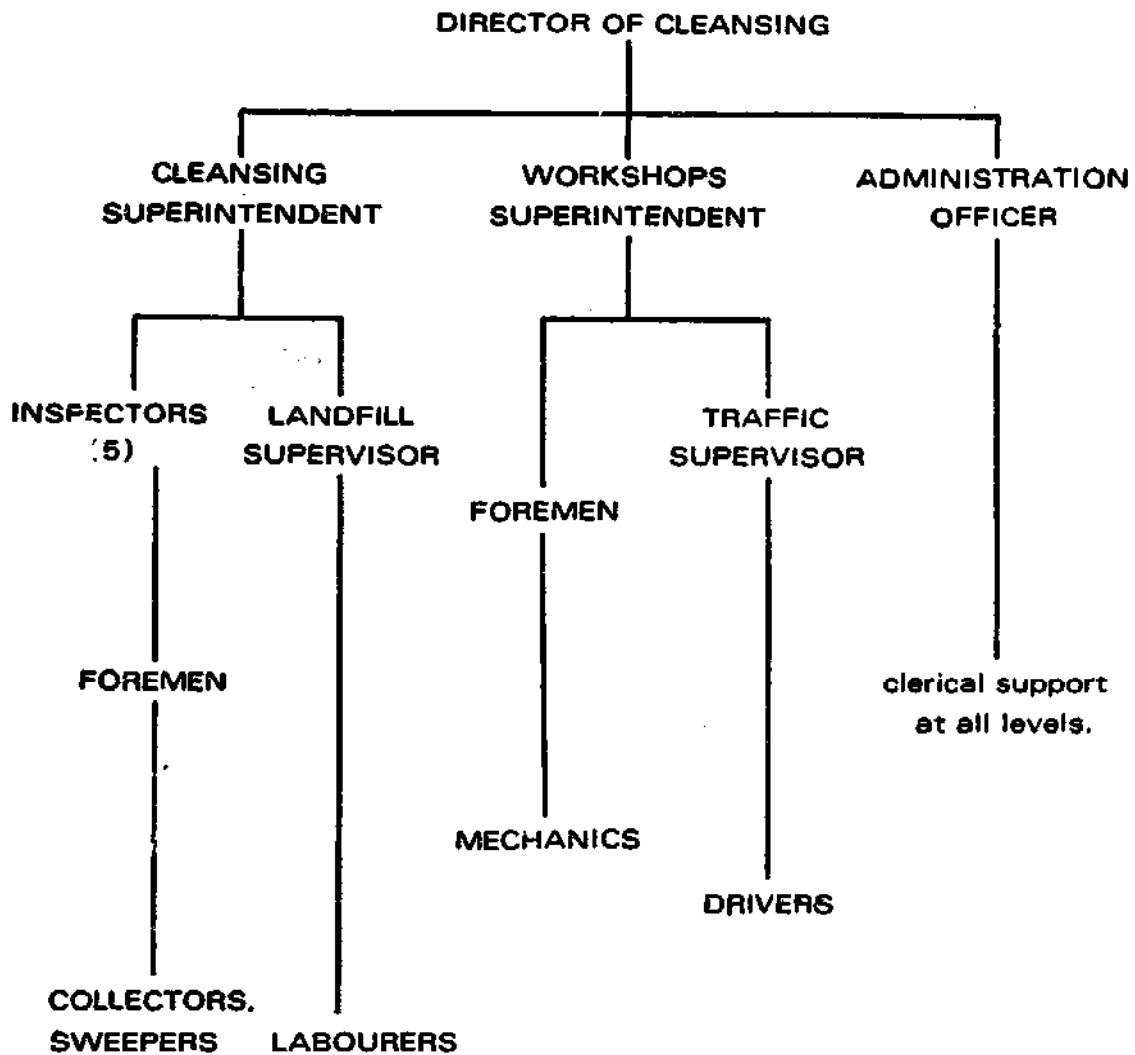 DIRECTOR OF CLEANSING
CLEANSING
SUPERINTENDENT
WORKSHOPS
SUPERINTENDENT
ADMINISTRATION
OFFICER
INSPECTORS
(5)
LANDFILL
SUPERVISOR
FOREMEN
TRAFFIC
SUPERVISOR
FOREMEN
clerical support
at all levels.
MECHANICS
DRIVERS
COLLECTORS.
SWEEPERS
LABOURERS